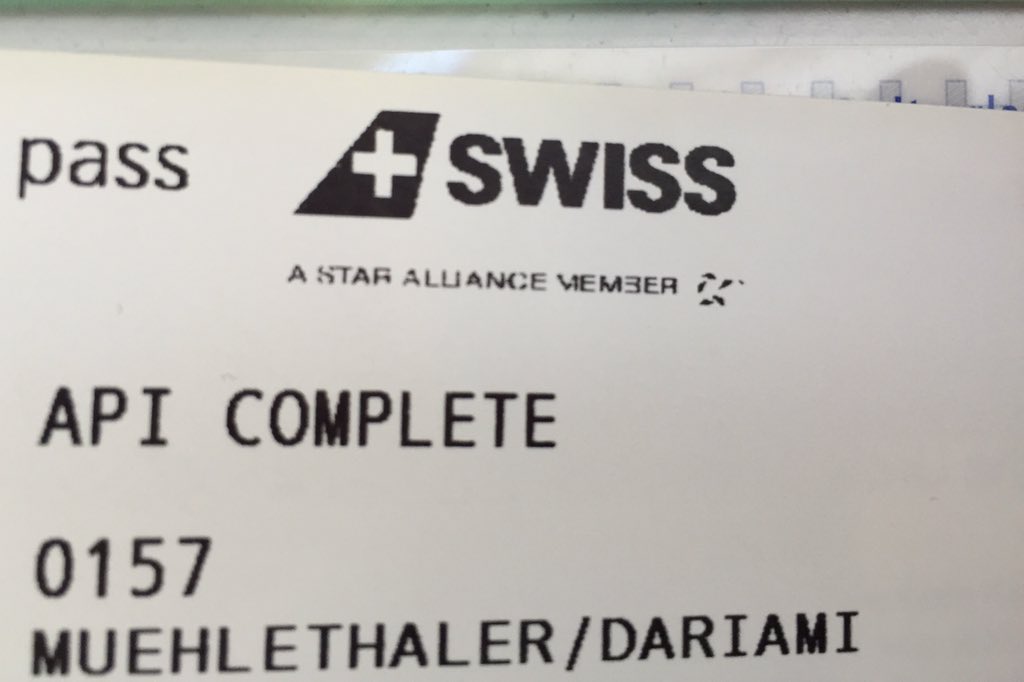 pass SWISS
A STAR ALLIANCE MEMBER
API COMPLETE
0157
MUEHLETHALER/DARIAMI